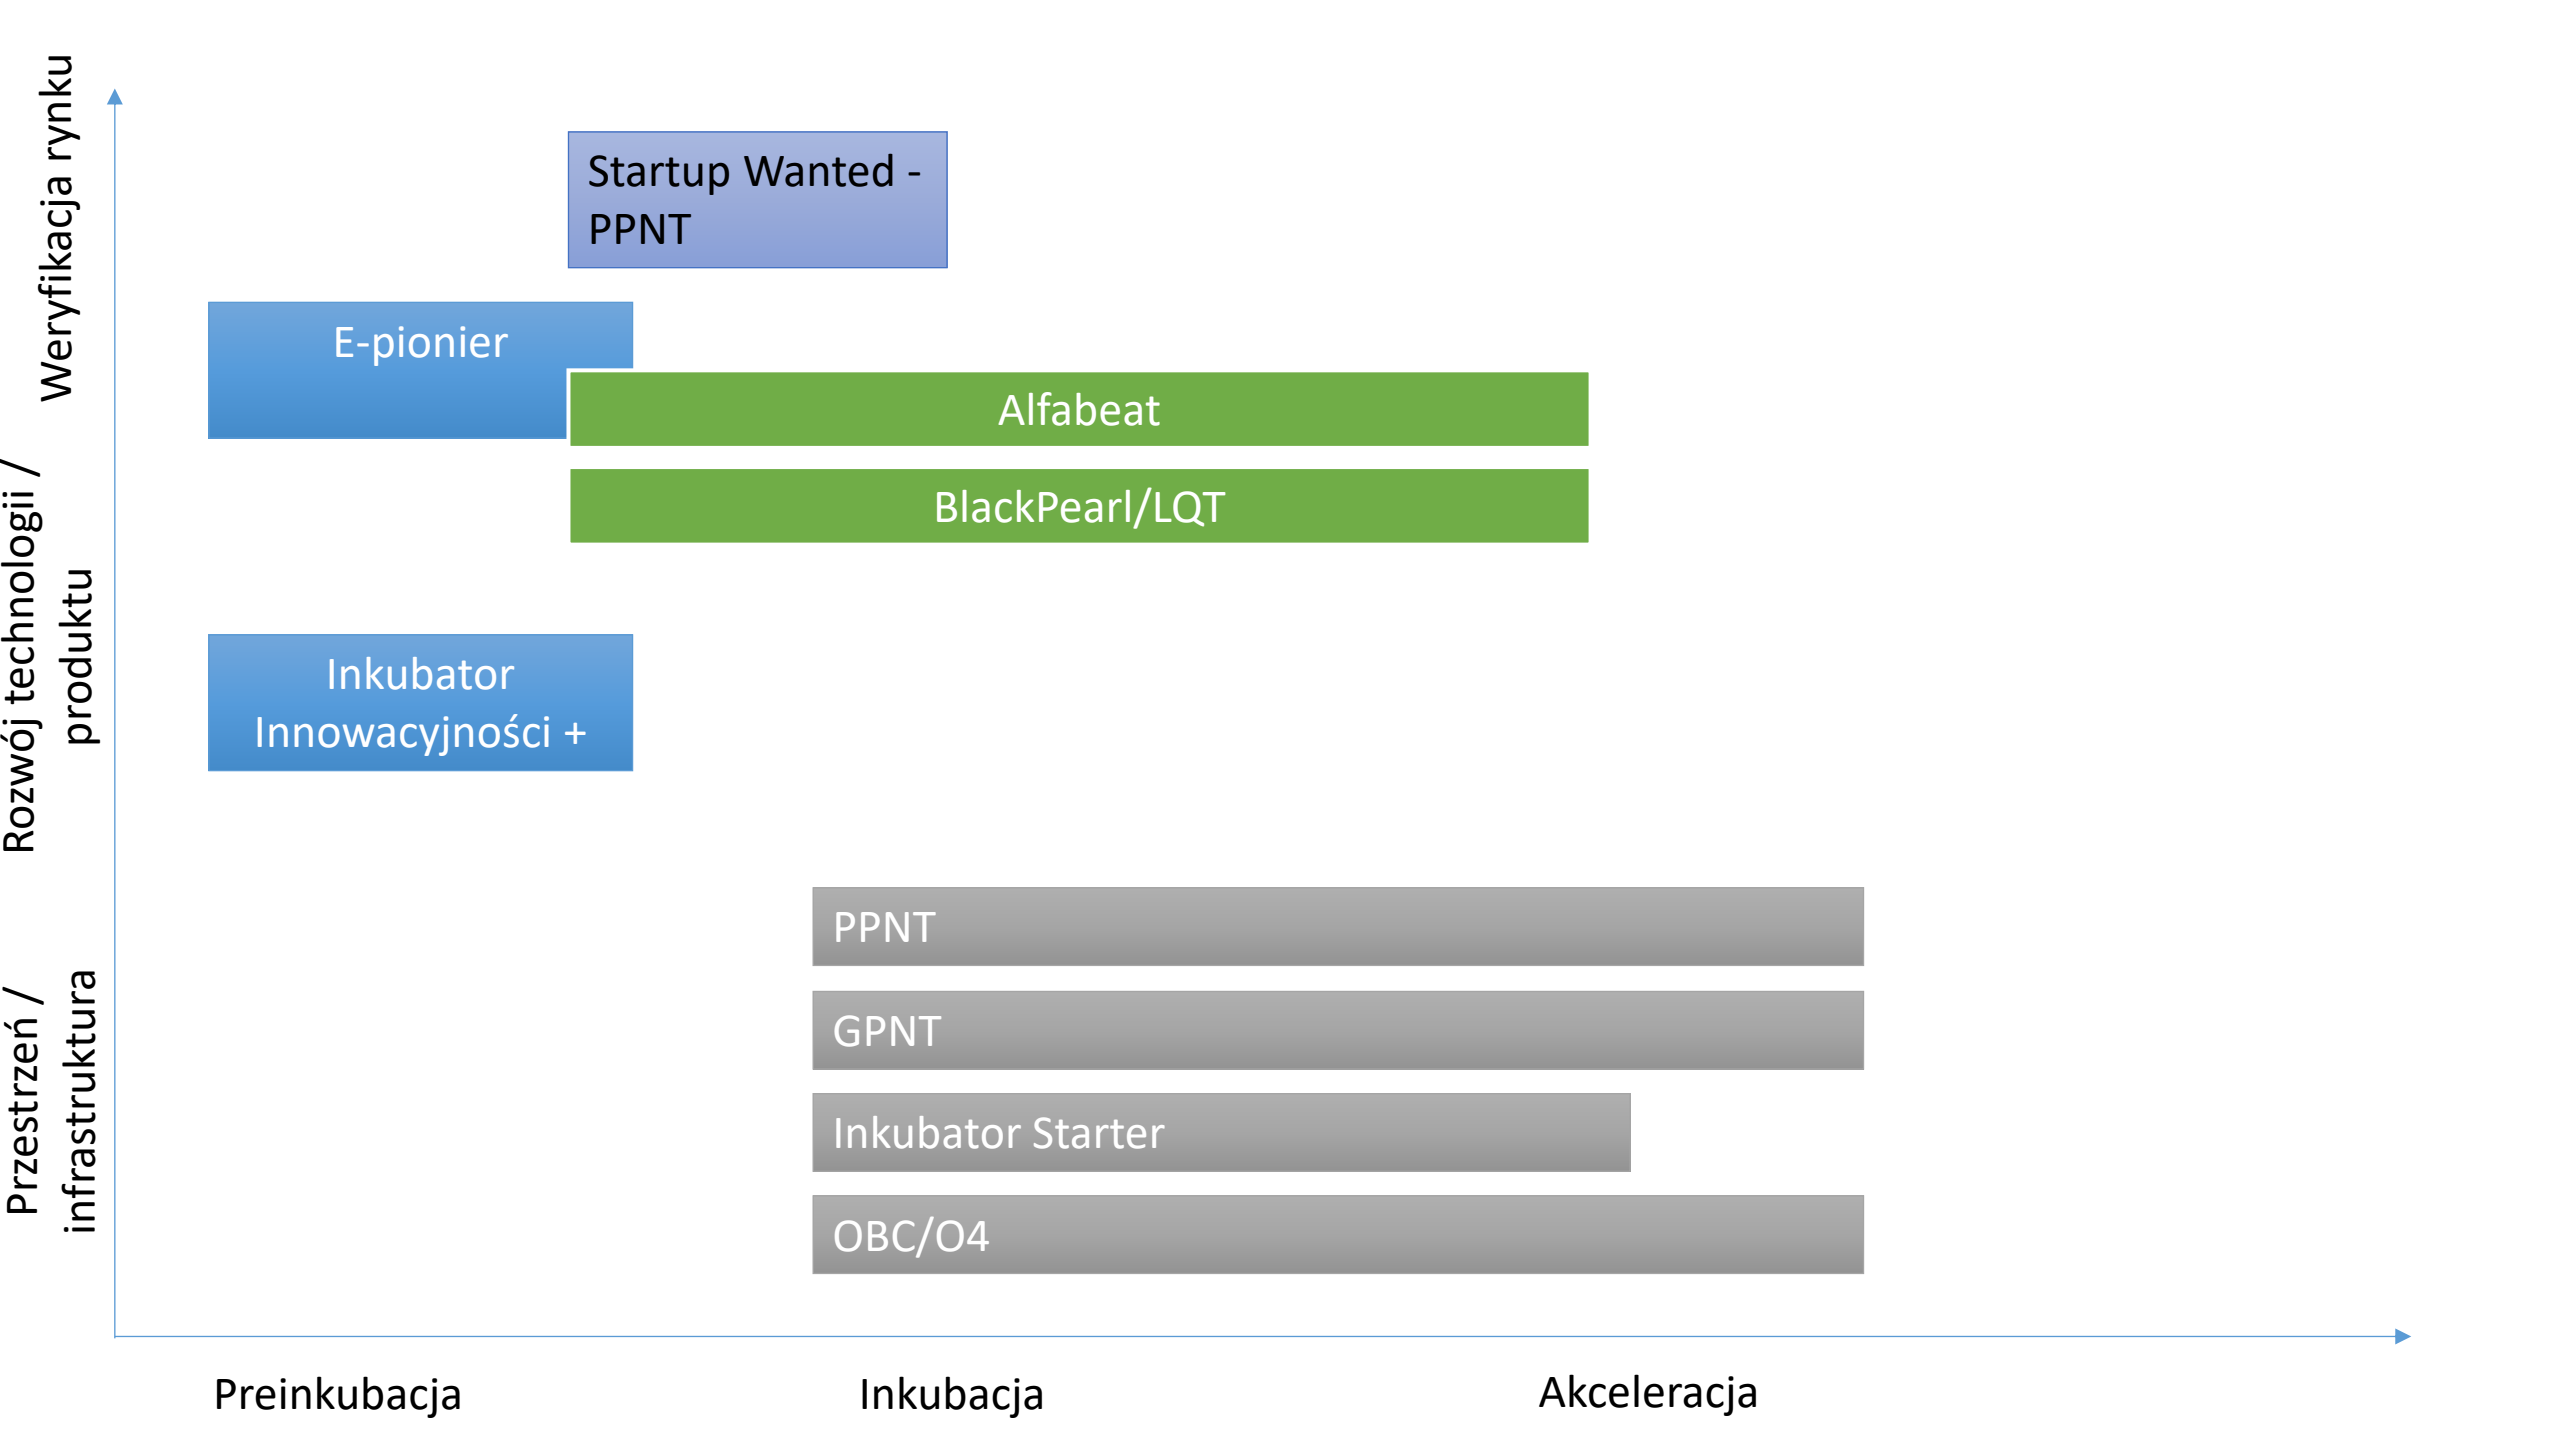 Weryfikacja rynku
Startup Wanted -
PPNT
E-pionier
Alfabeat
BlackPearl/LQT
Rozwój technologii /
produktu
Inkubator
Innowacyjności +
Przestrzeń /
infrastruktura
PPNT
GPNT
Inkubator Starter
OBC/O4
Preinkubacja
Inkubacja
Akceleracja